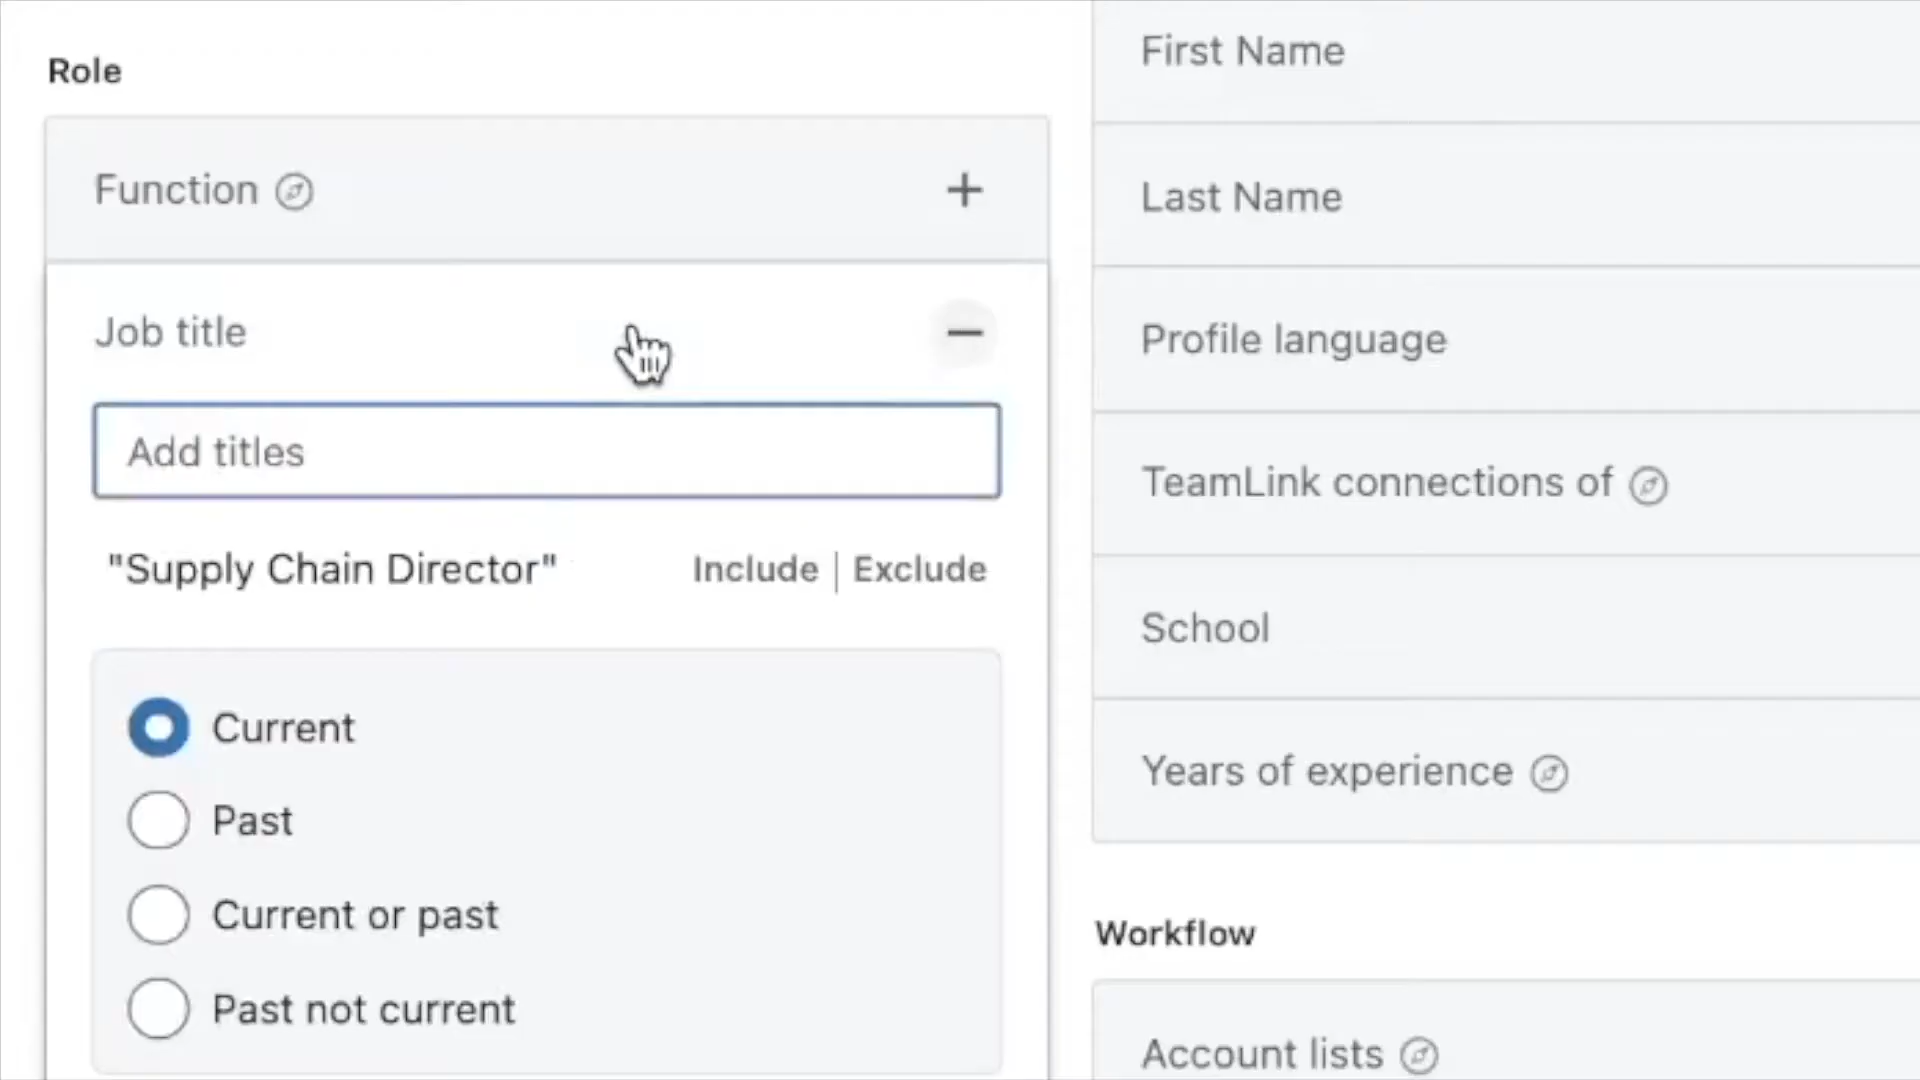 Role
Function
Job title
Add titles
"Supply Chain Director" Include | Exclude
Current
Past
Current or past
Past not current
First Name
Last Name
Profile language
TeamLink connections of
School
Years of experience
Workflow
Account lists